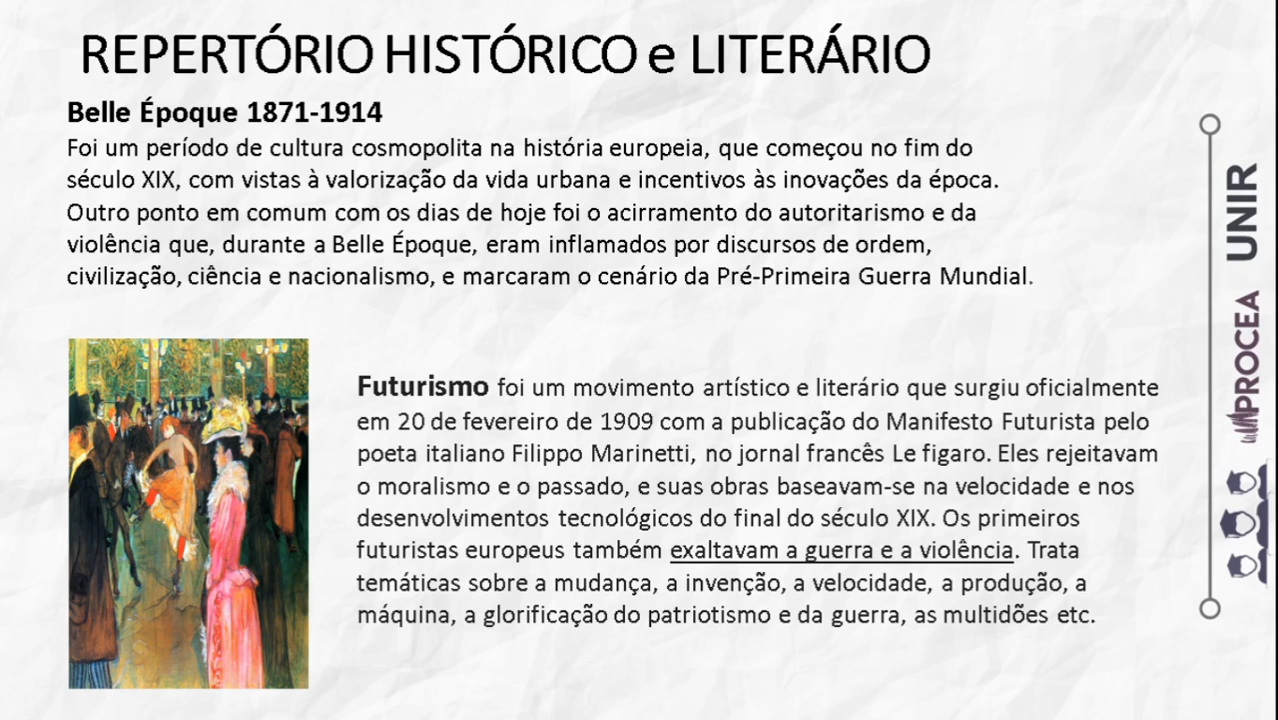 REPERTÓRIO HISTÓRICO e LITERÁRIO
Belle Époque 1871-1914
Foi um período de cultura cosmopolita na história europeia, que começou no fim do
século XIX, com vistas à valorização da vida urbana e incentivos às inovações da época.
Outro ponto em comum com os dias de hoje foi o acirramento do autoritarismo e da
violência que, durante a Belle Époque, eram inflamados por discursos de ordem,
civilização, ciência e nacionalismo, e marcaram o cenário da Pré-Primeira Guerra Mundial.
Futurismo foi um movimento artístico e literário que surgiu oficialmente
em 20 de fevereiro de 1909 com a publicação do Manifesto Futurista pelo
poeta italiano Filippo Marinetti, no jornal francês Le figaro. Eles rejeitavam
o moralismo e o passado, e suas obras baseavam-se na velocidade e nos
desenvolvimentos tecnológicos do final do século XIX. Os primeiros
futuristas europeus também exaltavam a guerra e a violência. Trata
temáticas sobre a mudança, a invenção, a velocidade, a produção, a
máquina, a glorificação do patriotismo e da guerra, as multidões etc.
PROCEA UNIR